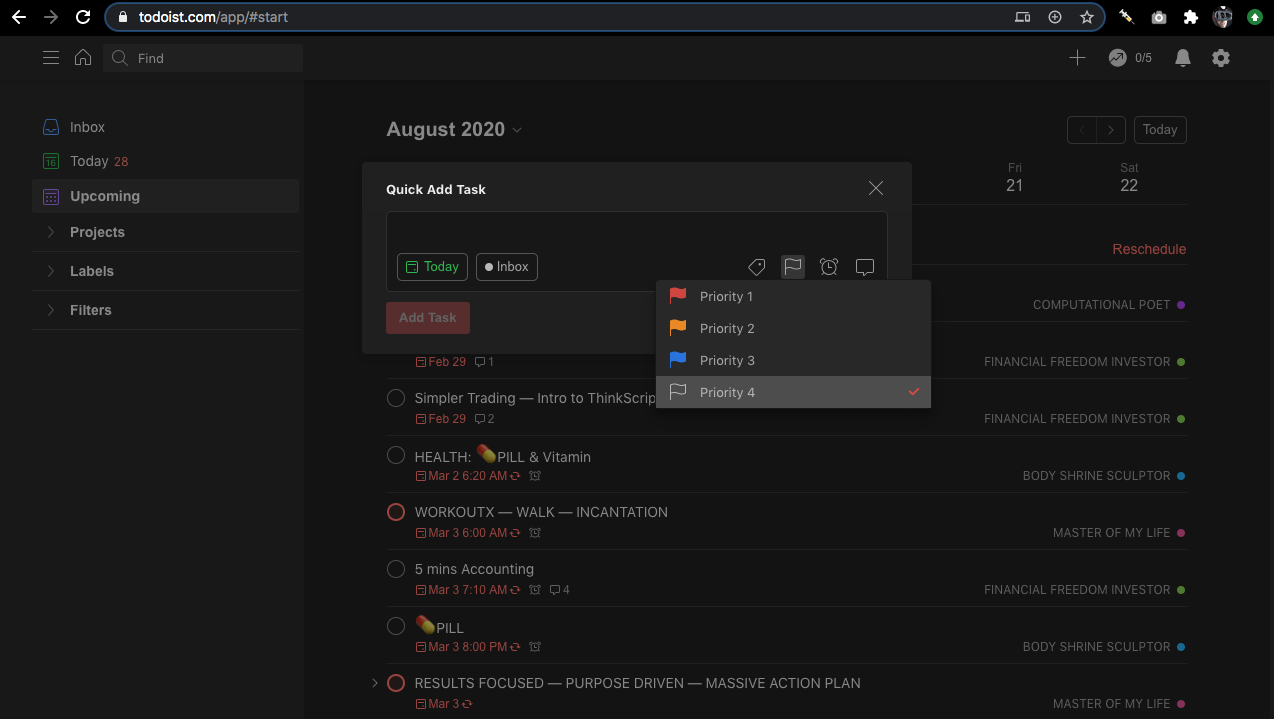 todoist.com/app/#start
Find
0/5
Inbox
16 Today 28
Upcoming
Projects
Labels
Filters
August 2020
Today
Fri
21
Sat
22
Quick Add Task
Today
Inbox
Add Task
Priority 1
Priority 2
Priority 3
Priority 4
Reschedule
COMPUTATIONAL POET
Feb 29 1
FINANCIAL FREEDOM INVESTOR
Simpler Trading — Intro to ThinkScrip
Feb 29 2
FINANCIAL FREEDOM INVESTOR
HEALTH: 💊PILL & Vitamin
Mar 2 6:20 AM
BODY SHRINE SCULPTOR
WORKOUTX — WALK — INCANTATION
Mar 3 6:00 AM
MASTER OF MY LIFE
5 mins Accounting
Mar 3 7:10 AM 4
FINANCIAL FREEDOM INVESTOR
💊PILL
Mar 3 8:00 PM
BODY SHRINE SCULPTOR
RESULTS FOCUSED — PURPOSE DRIVEN — MASSIVE ACTION PLAN
Mar 3
MASTER OF MY LIFE